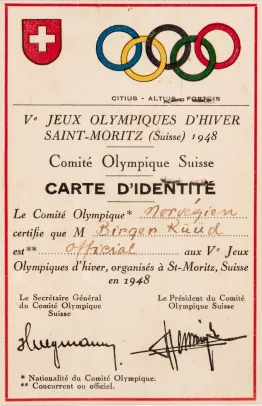 CITIUS - ALTIUS - FORTIUS
Vᵉ JEUX OLYMPIQUES D'HIVER
SAINT-MORITZ (Suisse) 1948
Comité Olympique Suisse
CARTE D'IDENTITÉ
Le Comité Olympique* Norvégien
certifie que M Birger Rüüd
est** official aux Vᵉ Jeux
Olympiques d'hiver, organisés à St-Moritz, Suisse
en 1948
Le Secrétaire Général
du Comité Olympique
Suisse
Le Président du Comité
Olympique Suisse
* Nationalité du Comité Olympique.
** Concurrent ou officiel.